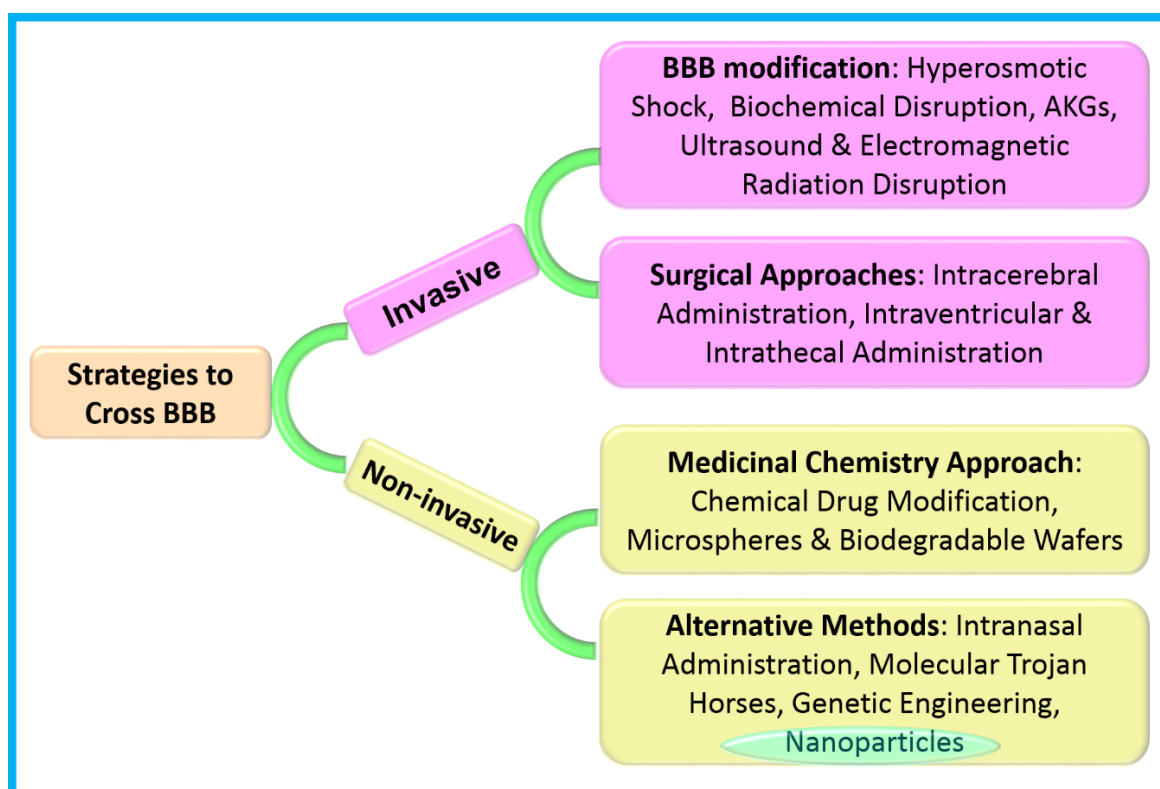 Strategies to
Cross BBB
Invasive
BBB modification: Hyperosmotic
Shock,  Biochemical Disruption, AKGs,
Ultrasound & Electromagnetic
Radiation Disruption
Surgical Approaches: Intracerebral
Administration, Intraventricular &
Intrathecal Administration
Non-invasive
Medicinal Chemistry Approach:
Chemical Drug Modification,
Microspheres & Biodegradable Wafers
Alternative Methods: Intranasal
Administration, Molecular Trojan
Horses, Genetic Engineering,
Nanoparticles